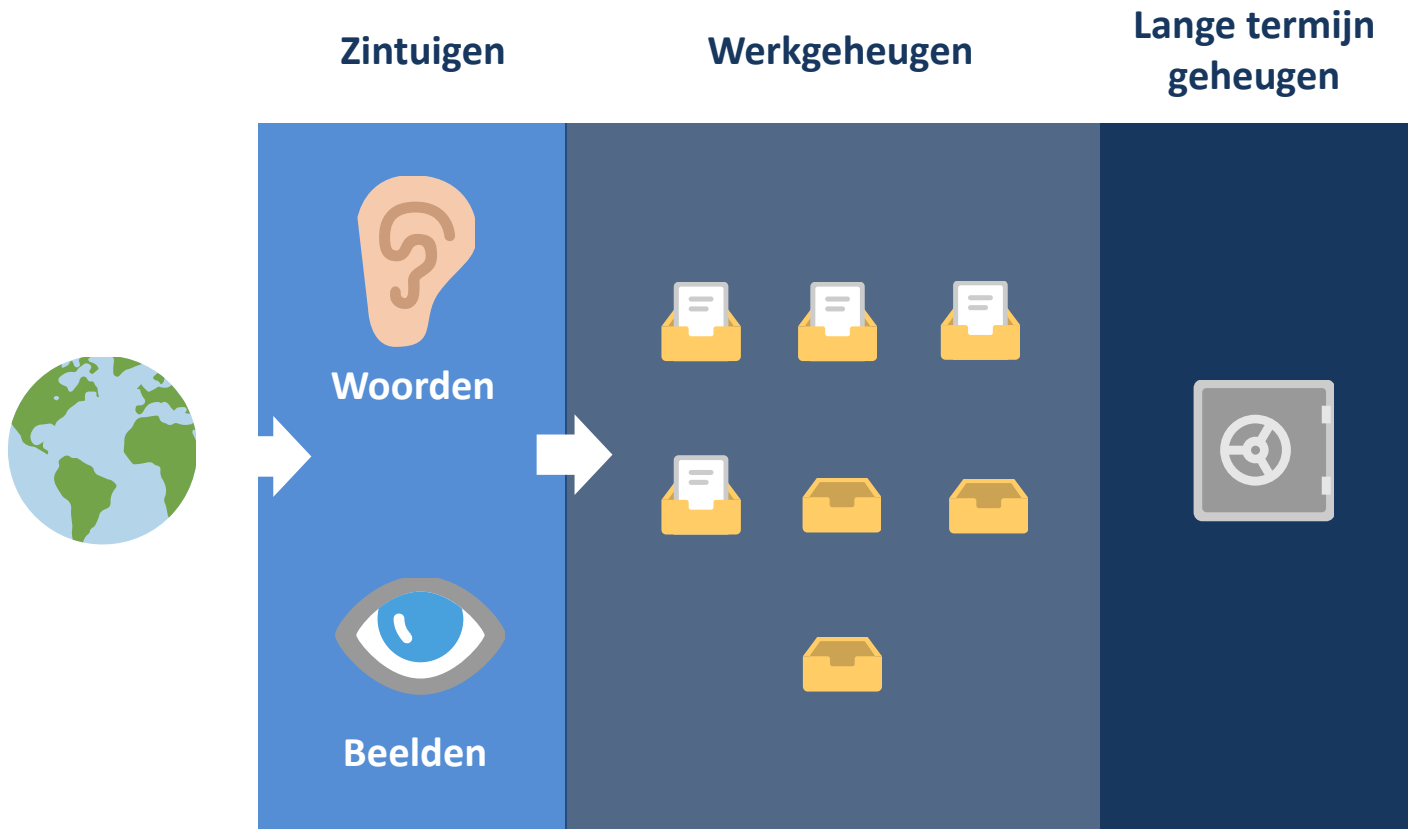 Zintuigen
Werkgeheugen
Lange termijn
geheugen
Woorden
Beelden